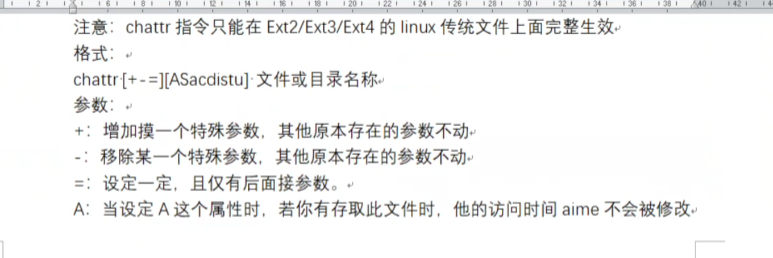 注意：chattr 指令只能在 Ext2/Ext3/Ext4 的 linux 传统文件上面完整生效
格式：
chattr [+-=][ASacdistu] 文件或目录名称
参数：
+：增加摸一个特殊参数，其他原本存在的参数不动
-：移除某一个特殊参数，其他原本存在的参数不动
=：设定一定，且仅有后面接参数。
A：当设定 A 这个属性时，若你有存取此文件时，他的访问时间 aime 不会被修改